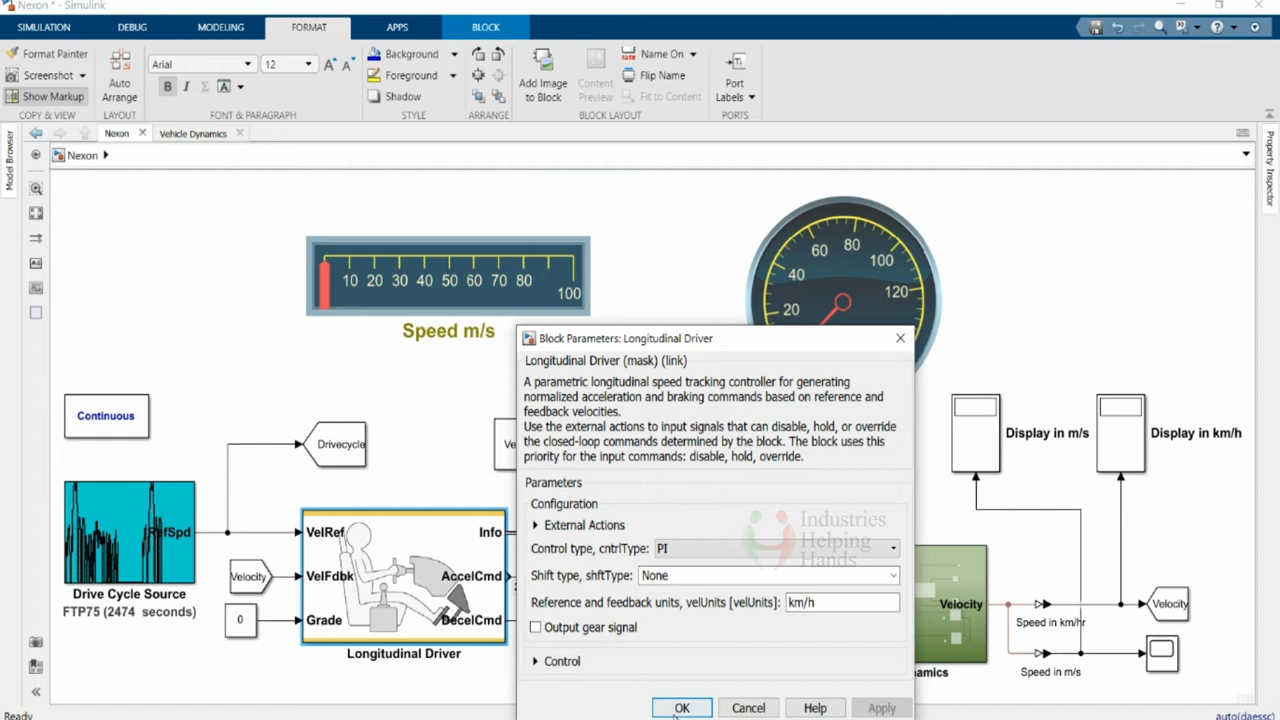 Nexon * - Simulink
SIMULATION DEBUG MODELING FORMAT APPS BLOCK
Format Painter
Screenshot
Show Markup
COPY & VIEW
Auto
Arrange
LAYOUT
Arial 12
B I Σ A
FONT & PARAGRAPH
Background
Foreground
Shadow
STYLE
ARRANGE
Add Image
to Block
Content
Preview
Name On
Flip Name
Fit to Content
BLOCK LAYOUT
Port
Labels
PORTS
Model Browser
Property Inspector
Nexon Vehicle Dynamics
Nexon
10 20 30 40 50 60 70 80 100
Speed m/s
20 40 60 80 100 120
Continuous
Drivecycle
RefSpd
Drive Cycle Source
FTP75 (2474 seconds)
Velocity
0
VelRef
VelFdbk
Grade
Info
AccelCmd
DecelCmd
Longitudinal Driver
Ve
Block Parameters: Longitudinal Driver
Longitudinal Driver (mask) (link)
A parametric longitudinal speed tracking controller for generating
normalized acceleration and braking commands based on reference and
feedback velocities.
Use the external actions to input signals that can disable, hold, or override
the closed-loop commands determined by the block. The block uses this
priority for the input commands: disable, hold, override.
Parameters
Configuration
External Actions
Control type, cntrlType: PI
Shift type, shftType: None
Reference and feedback units, velUnits [velUnits]: km/h
Output gear signal
Control
OK Cancel Help Apply
Industries
Helping
Hands
Display in m/s
Display in km/h
Velocity
namics
Speed in km/hr
Velocity
Speed in m/s
Ready
auto(daessc)